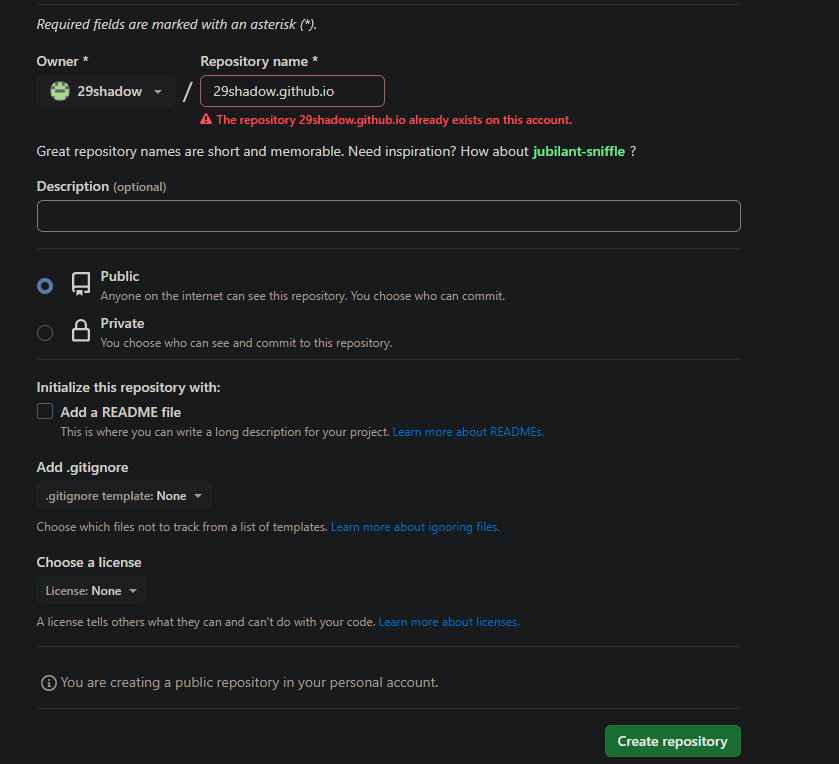 Required fields are marked with an asterisk (*).
Owner *
Repository name *
29shadow / 29shadow.github.io
The repository 29shadow.github.io already exists on this account.
Great repository names are short and memorable. Need inspiration? How about jubilant-sniffle ?
Description (optional)
Public
Anyone on the internet can see this repository. You choose who can commit.
Private
You choose who can see and commit to this repository.
Initialize this repository with:
Add a README file
This is where you can write a long description for your project. Learn more about READMEs.
Add .gitignore
.gitignore template: None
Choose which files not to track from a list of templates. Learn more about ignoring files.
Choose a license
License: None
A license tells others what they can and can't do with your code. Learn more about licenses.
You are creating a public repository in your personal account.
Create repository